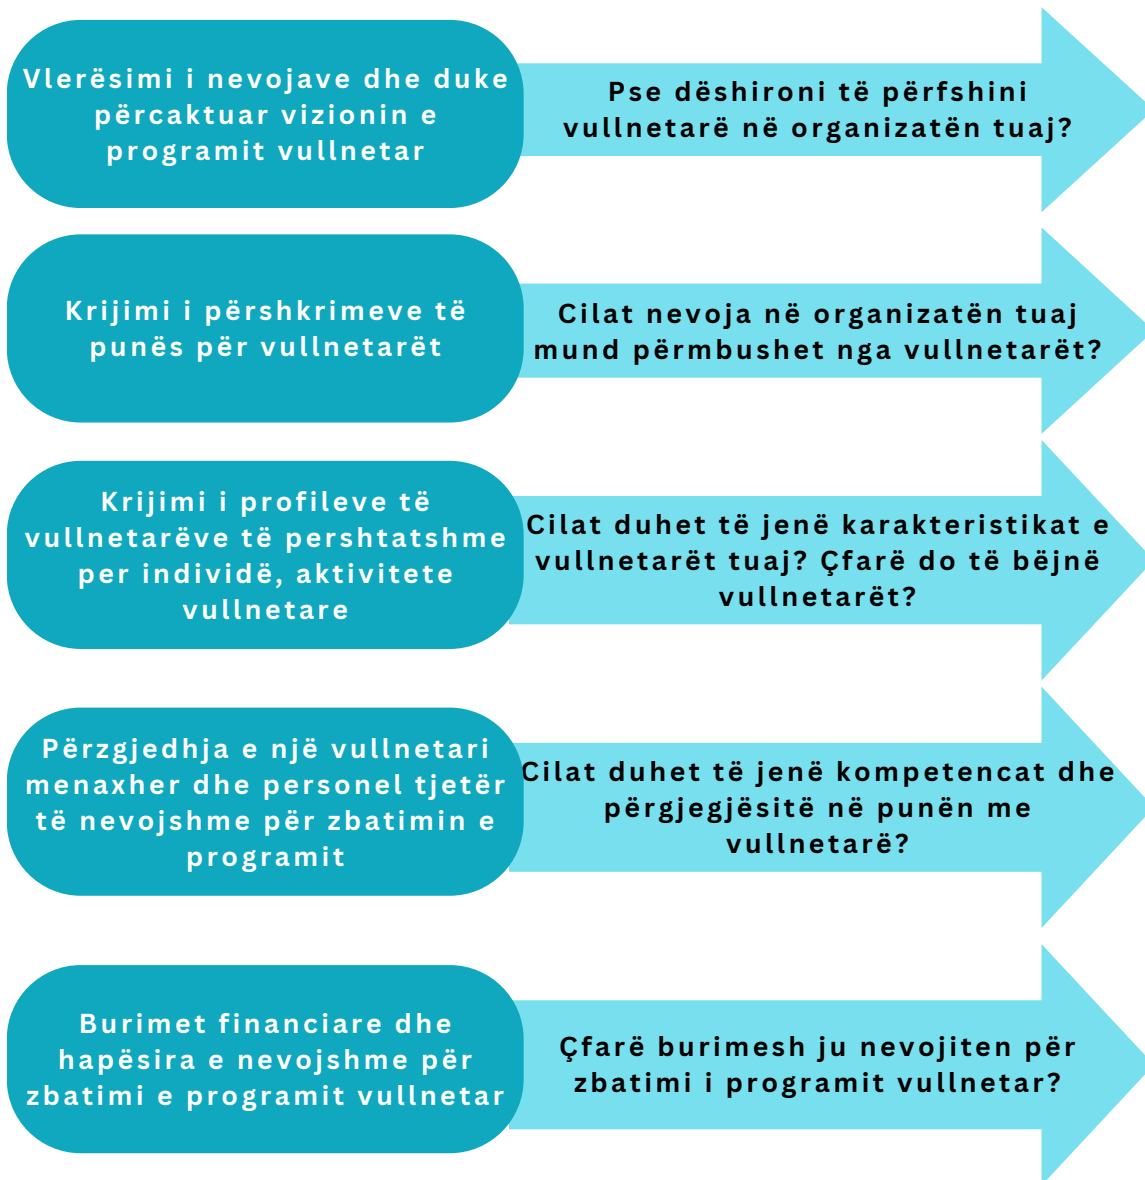 Vlerësimi i nevojave dhe duke
përcaktuar vizionin e
programit vullnetar
Pse dëshironi të përfshini
vullnetarë në organizatën tuaj?
Krijimi i përshkrimeve të
punës për vullnetarët
Cilat nevoja në organizatën tuaj
mund përmbushet nga vullnetarët?
Krijimi i profileve të
vullnetarëve të pershtatshme
per individë, aktivitete
vullnetare
Cilat duhet të jenë karakteristikat e
vullnetarët tuaj? Çfarë do të bëjnë
vullnetarët?
Përzgjedhja e një vullnetari
menaxher dhe personel tjetër
të nevojshme për zbatimin e
programit
Cilat duhet të jenë kompetencat dhe
përgjegjësitë në punën me
vullnetarë?
Burimet financiare dhe
hapësira e nevojshme për
zbatimi e programit vullnetar
Çfarë burimesh ju nevojiten për
zbatimi i programit vullnetar?